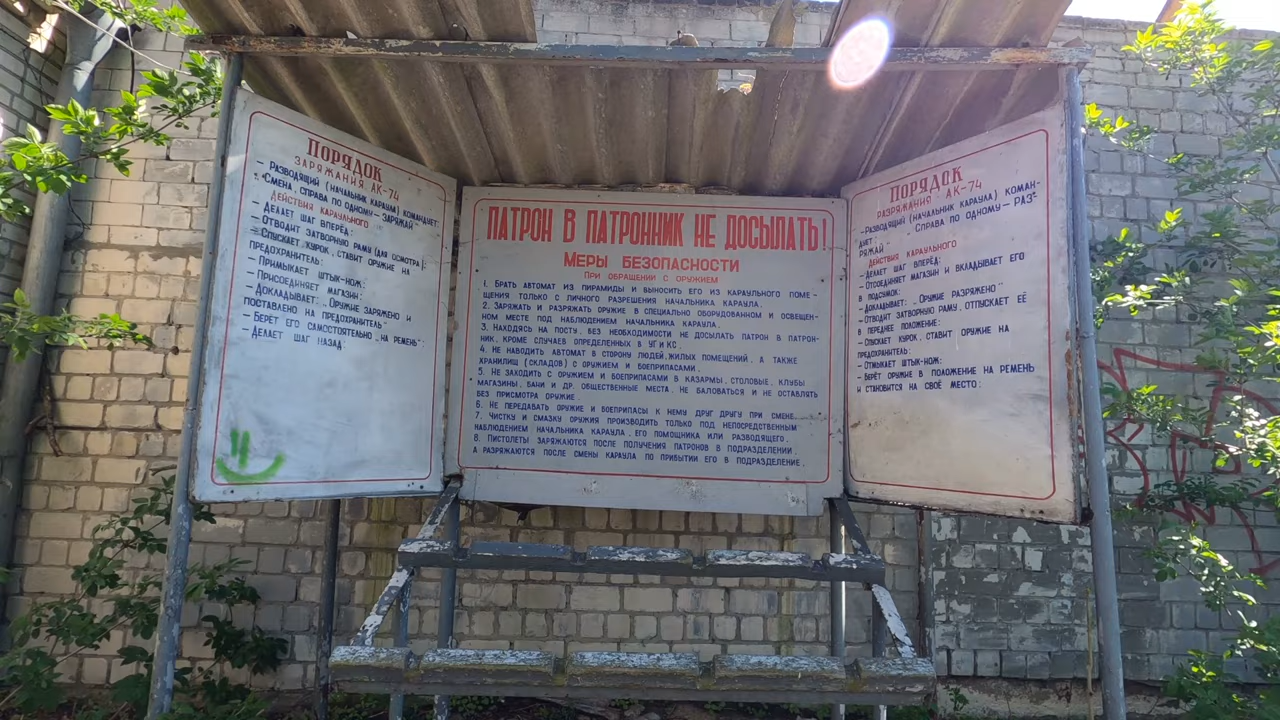 ПОРЯДОК
ЗАРЯЖАНИЯ АК-74
— РАЗВОДЯЩИЙ (НАЧАЛЬНИК КАРАУЛА) КОМАНДУЕТ:
"СМЕНА, СПРАВА ПО ОДНОМУ — ЗАРЯЖАЙ"
ДЕЙСТВИЯ КАРАУЛЬНОГО
— ДЕЛАЕТ ШАГ ВПЕРЁД;
— ОТВОДИТ ЗАТВОРНУЮ РАМУ (ДЛЯ ОСМОТРА);
— СПУСКАЕТ КУРОК, СТАВИТ ОРУЖИЕ НА
ПРЕДОХРАНИТЕЛЬ;
— ПРИМЫКАЕТ ШТЫК-НОЖ;
— ПРИСОЕДИНЯЕТ МАГАЗИН;
— ДОКЛАДЫВАЕТ: "ОРУЖИЕ ЗАРЯЖЕНО И
ПОСТАВЛЕНО НА ПРЕДОХРАНИТЕЛЬ"
— БЕРЁТ ЕГО САМОСТОЯТЕЛЬНО "НА РЕМЕНЬ";
— ДЕЛАЕТ ШАГ НАЗАД.
ПАТРОН В ПАТРОННИК НЕ ДОСЫЛАТЬ!
МЕРЫ БЕЗОПАСНОСТИ
ПРИ ОБРАЩЕНИИ С ОРУЖИЕМ
1. БРАТЬ АВТОМАТ ИЗ ПИРАМИДЫ И ВЫНОСИТЬ ЕГО ИЗ КАРАУЛЬНОГО ПОМЕ-
ЩЕНИЯ ТОЛЬКО С ЛИЧНОГО РАЗРЕШЕНИЯ НАЧАЛЬНИКА КАРАУЛА.
2. ЗАРЯЖАТЬ И РАЗРЯЖАТЬ ОРУЖИЕ В СПЕЦИАЛЬНО ОБОРУДОВАННОМ И ОСВЕЩЕН-
НОМ МЕСТЕ ПОД НАБЛЮДЕНИЕМ НАЧАЛЬНИКА КАРАУЛА.
3. НАХОДЯСЬ НА ПОСТУ, БЕЗ НЕОБХОДИМОСТИ НЕ ДОСЫЛАТЬ ПАТРОН В ПАТРОН-
НИК, КРОМЕ СЛУЧАЕВ ОПРЕДЕЛЕННЫХ В УГ И КС.
4. НЕ НАВОДИТЬ АВТОМАТ В СТОРОНУ ЛЮДЕЙ, ЖИЛЫХ ПОМЕЩЕНИЙ, А ТАКЖЕ
ХРАНИЛИЩ (СКЛАДОВ) С ОРУЖИЕМ И БОЕПРИПАСАМИ.
5. НЕ ЗАХОДИТЬ С ОРУЖИЕМ И БОЕПРИПАСАМИ В КАЗАРМЫ, СТОЛОВЫЕ, КЛУБЫ
МАГАЗИНЫ, БАНИ И ДР. ОБЩЕСТВЕННЫЕ МЕСТА. НЕ БАЛОВАТЬСЯ И НЕ ОСТАВЛЯТЬ
БЕЗ ПРИСМОТРА ОРУЖИЕ.
6. НЕ ПЕРЕДАВАТЬ ОРУЖИЕ И БОЕПРИПАСЫ К НЕМУ ДРУГ ДРУГУ ПРИ СМЕНЕ.
7. ЧИСТКУ И СМАЗКУ ОРУЖИЯ ПРОИЗВОДИТЬ ТОЛЬКО ПОД НЕПОСРЕДСТВЕННЫМ
НАБЛЮДЕНИЕМ НАЧАЛЬНИКА КАРАУЛА, ЕГО ПОМОЩНИКА ИЛИ РАЗВОДЯЩЕГО.
8. ПИСТОЛЕТЫ ЗАРЯЖАЮТСЯ ПОСЛЕ ПОЛУЧЕНИЯ ПАТРОНОВ В ПОДРАЗДЕЛЕНИИ,
А РАЗРЯЖАЮТСЯ ПОСЛЕ СМЕНЫ КАРАУЛА ПО ПРИБЫТИИ ЕГО В ПОДРАЗДЕЛЕНИЕ.
ПОРЯДОК
РАЗРЯЖАНИЯ АК-74
— РАЗВОДЯЩИЙ (НАЧАЛЬНИК КАРАУЛА) КОМАН-
ДУЕТ: "СПРАВА ПО ОДНОМУ — РАЗ-
РЯЖАЙ"
ДЕЙСТВИЯ КАРАУЛЬНОГО
— ДЕЛАЕТ ШАГ ВПЕРЁД;
— ОТСОЕДИНЯЕТ МАГАЗИН И ВКЛАДЫВАЕТ ЕГО
В ПОДСУМОК;
— ДОКЛАДЫВАЕТ: "ОРУЖИЕ РАЗРЯЖЕНО"
— ОТВОДИТ ЗАТВОРНУЮ РАМУ, ОТПУСКАЕТ ЕЁ
В ПЕРЕДНЕЕ ПОЛОЖЕНИЕ;
— СПУСКАЕТ КУРОК, СТАВИТ ОРУЖИЕ НА
ПРЕДОХРАНИТЕЛЬ;
— ОТМЫКАЕТ ШТЫК-НОЖ;
— БЕРЁТ ОРУЖИЕ В ПОЛОЖЕНИЕ НА РЕМЕНЬ
И СТАНОВИТСЯ НА СВОЁ МЕСТО;